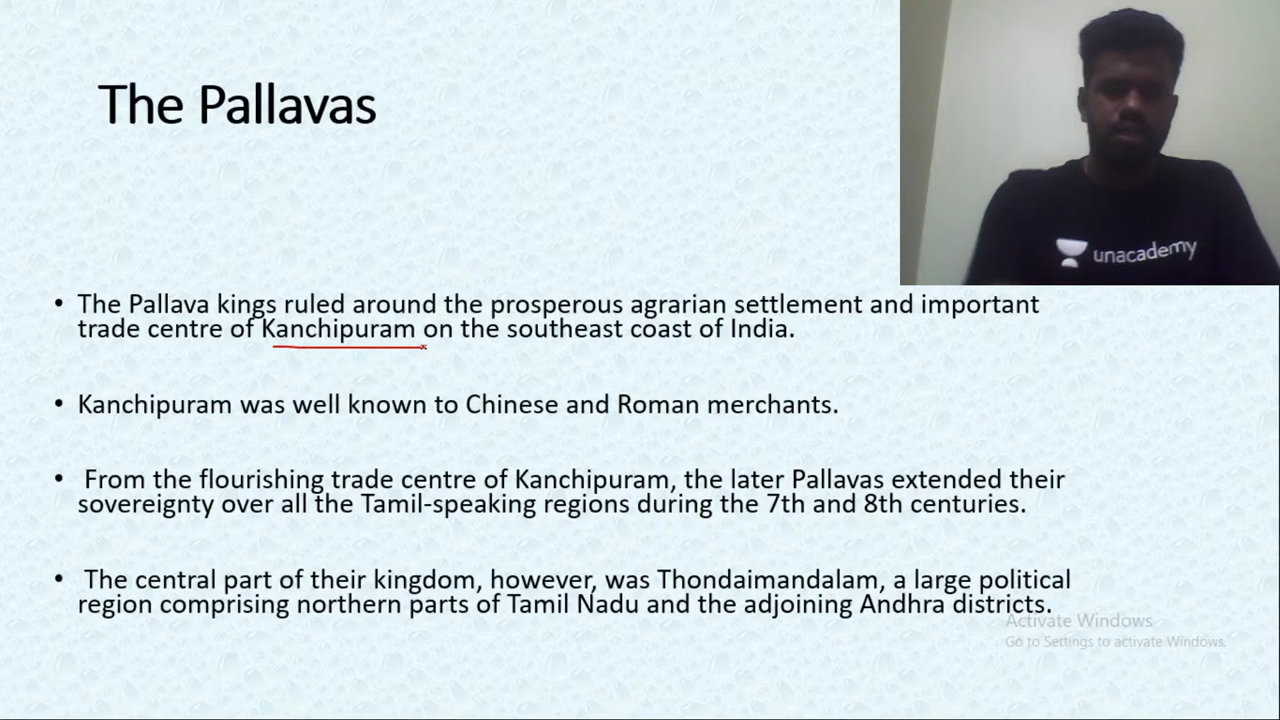 The Pallavas
unacademy
• The Pallava kings ruled around the prosperous agrarian settlement and important
trade centre of Kanchipuram on the southeast coast of India.
• Kanchipuram was well known to Chinese and Roman merchants.
• From the flourishing trade centre of Kanchipuram, the later Pallavas extended their
sovereignty over all the Tamil-speaking regions during the 7th and 8th centuries.
• The central part of their kingdom, however, was Thondaimandalam, a large political
region comprising northern parts of Tamil Nadu and the adjoining Andhra districts.
Activate Windows
Go to Settings to activate Windows.